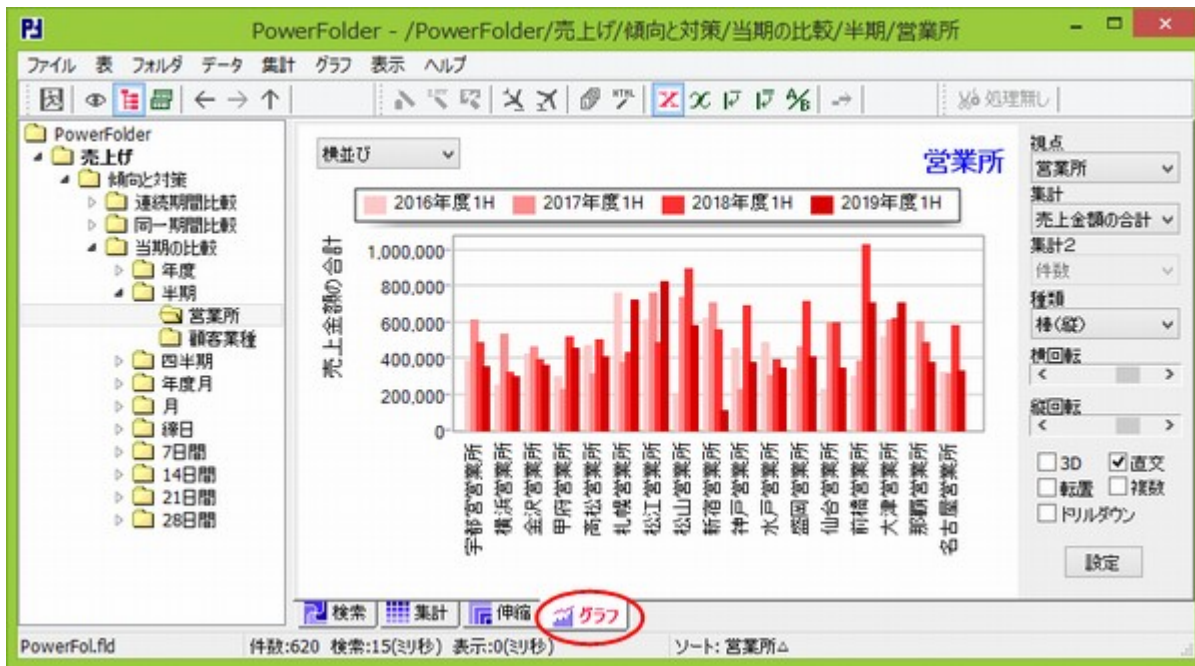 PowerFolder - /PowerFolder/売上げ/傾向と対策/当期の比較/半期/営業所
ファイル 表 フォルダ データ 集計 グラフ 表示 ヘルプ
HTML A/B 処理無し
PowerFolder
売上げ
傾向と対策
連続期間比較
同一期間比較
当期の比較
年度
半期
営業所
顧客業種
四半期
年度月
月
締日
7日間
14日間
21日間
28日間
横並び
営業所
2016年度1H 2017年度1H 2018年度1H 2019年度1H
売上金額の合計
1,000,000
800,000
600,000
400,000
200,000
0
宇都宮営業所
横浜営業所
金沢営業所
甲府営業所
高松営業所
札幌営業所
松江営業所
松山営業所
新宿営業所
神戸営業所
水戸営業所
盛岡営業所
仙台営業所
前橋営業所
大津営業所
那覇営業所
名古屋営業所
視点
営業所
集計
売上金額の合計
集計2
件数
種類
棒(縦)
横回転
縦回転
3D 直交
転置 複数
ドリルダウン
設定
検索 集計 伸縮 グラフ
PowerFol.fld 件数:620 検索:15(ミリ秒) 表示:0(ミリ秒) ソート: 営業所△